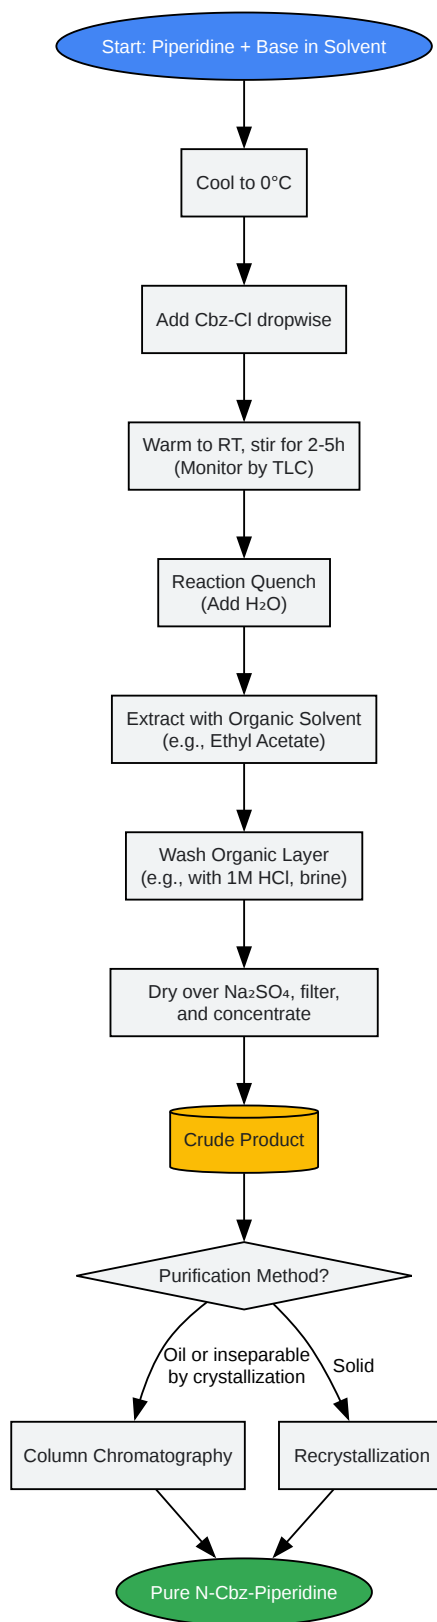 Start: Piperidine + Base in Solvent
Cool to 0°C
Add Cbz-Cl dropwise
Warm to RT, stir for 2-5h
(Monitor by TLC)
Reaction Quench
(Add H₂O)
Extract with Organic Solvent
(e.g., Ethyl Acetate)
Wash Organic Layer
(e.g., with 1M HCl, brine)
Dry over Na₂SO₄, filter,
and concentrate
Crude Product
Purification Method?
Oil or inseparable
by crystallization
Solid
Column Chromatography
Recrystallization
Pure N-Cbz-Piperidine